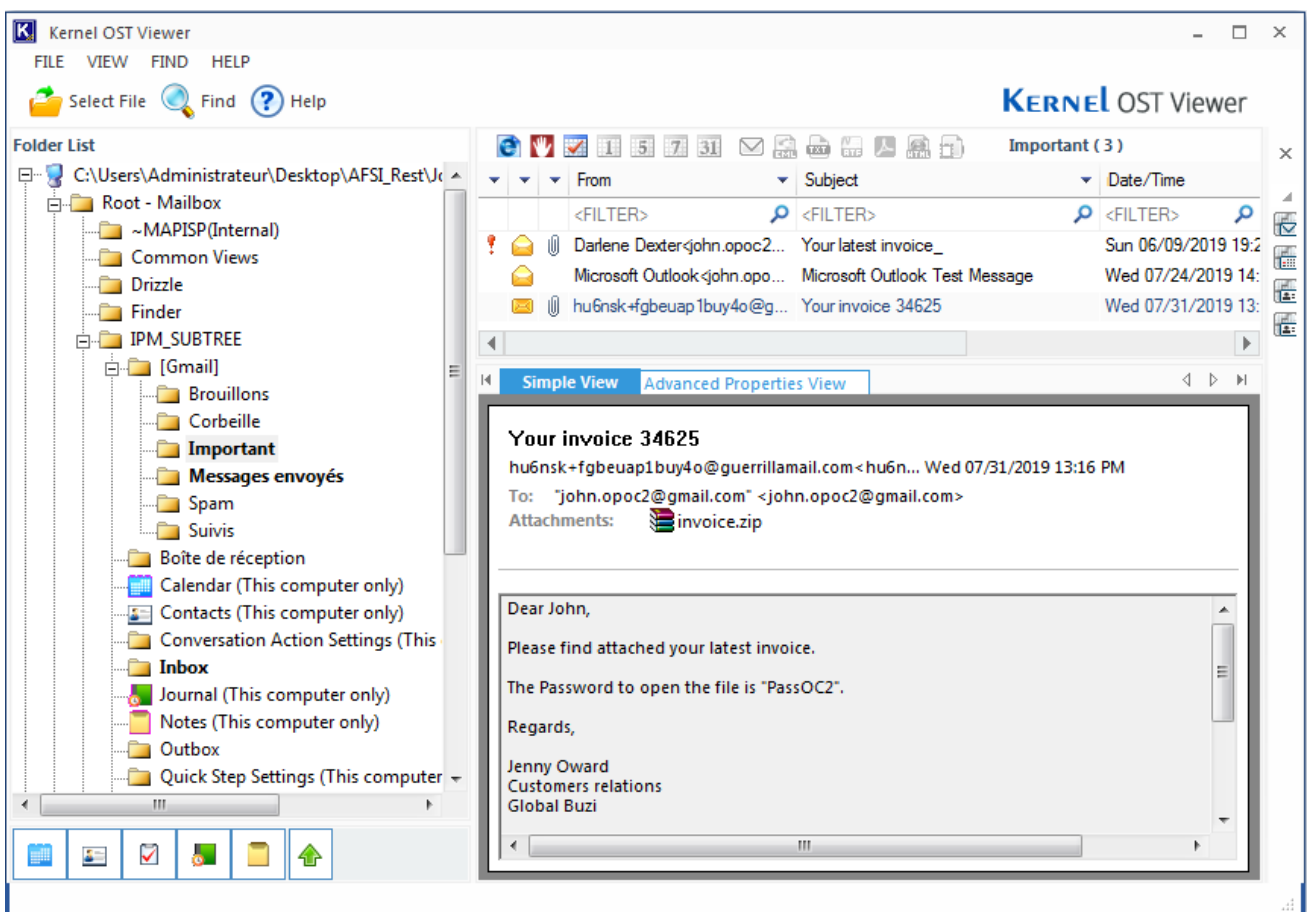 Kernel OST Viewer
FILE VIEW FIND HELP
Select File Find Help
KERNEL OST Viewer
Folder List
C:\Users\Administrateur\Desktop\AFSI_Rest\Jo
Root - Mailbox
~MAPISP(Internal)
Common Views
Drizzle
Finder
IPM_SUBTREE
[Gmail]
Brouillons
Corbeille
Important
Messages envoyés
Spam
Suivis
Boîte de réception
Calendar (This computer only)
Contacts (This computer only)
Conversation Action Settings (This
Inbox
Journal (This computer only)
Notes (This computer only)
Outbox
Quick Step Settings (This computer
1 5 7 31 Important ( 3 )
From Subject Date/Time
<FILTER> <FILTER> <FILTER>
Darlene Dexter<john.opoc2... Your latest invoice_ Sun 06/09/2019 19:2
Microsoft Outlook<john.opo... Microsoft Outlook Test Message Wed 07/24/2019 14:
hu6nsk+fgbeuap1buy4o@g... Your invoice 34625 Wed 07/31/2019 13:
Simple View Advanced Properties View
Your invoice 34625
hu6nsk+fgbeuap1buy4o@guerrillamail.com<hu6n... Wed 07/31/2019 13:16 PM
To: "john.opoc2@gmail.com" <john.opoc2@gmail.com>
Attachments: invoice.zip
Dear John,
Please find attached your latest invoice.
The Password to open the file is "PassOC2".
Regards,
Jenny Oward
Customers relations
Global Buzi